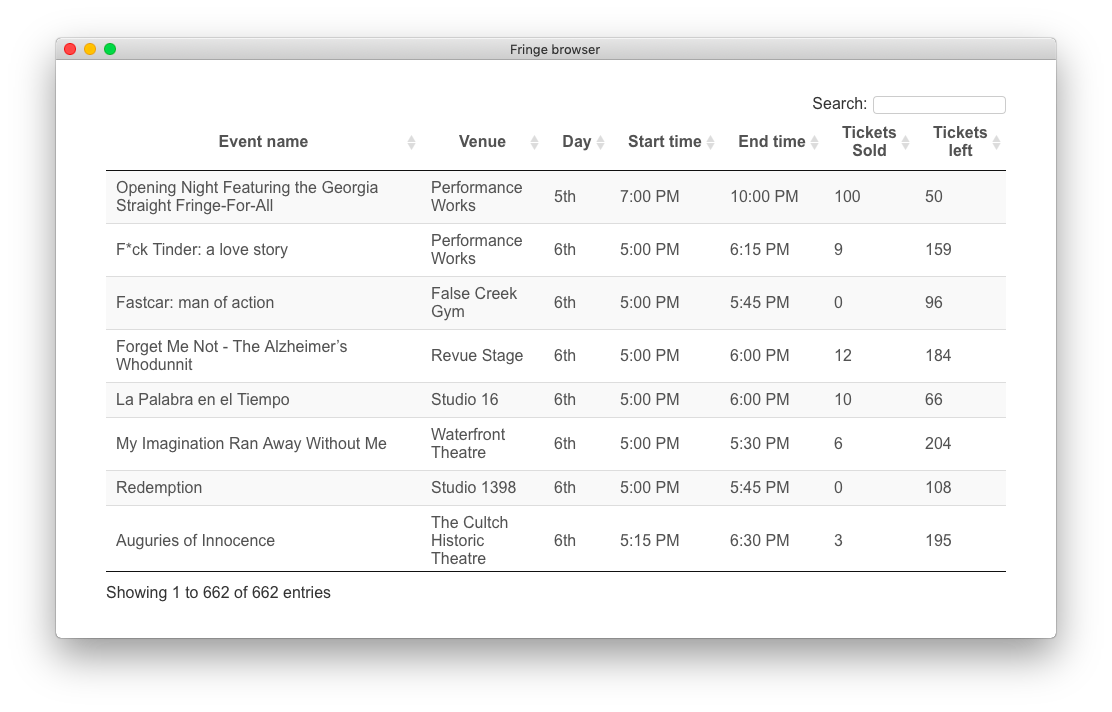 Fringe browser
Search:
Event name Venue Day Start time End time Tickets Sold Tickets left
Opening Night Featuring the Georgia Straight Fringe-For-All Performance Works 5th 7:00 PM 10:00 PM 100 50
F*ck Tinder: a love story Performance Works 6th 5:00 PM 6:15 PM 9 159
Fastcar: man of action False Creek Gym 6th 5:00 PM 5:45 PM 0 96
Forget Me Not - The Alzheimer’s Whodunnit Revue Stage 6th 5:00 PM 6:00 PM 12 184
La Palabra en el Tiempo Studio 16 6th 5:00 PM 6:00 PM 10 66
My Imagination Ran Away Without Me Waterfront Theatre 6th 5:00 PM 5:30 PM 6 204
Redemption Studio 1398 6th 5:00 PM 5:45 PM 0 108
Auguries of Innocence The Cultch Historic Theatre 6th 5:15 PM 6:30 PM 3 195
Showing 1 to 662 of 662 entries